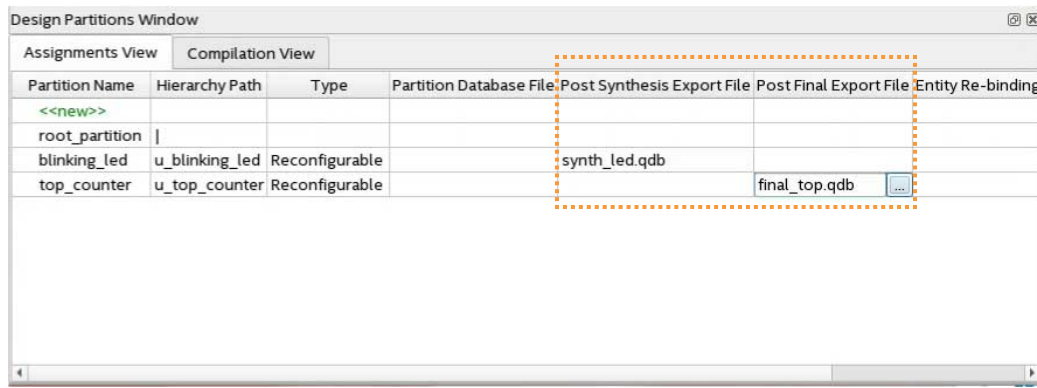 Design Partitions Window
Assignments View Compilation View
Partition Name Hierarchy Path Type Partition Database File Post Synthesis Export File Post Final Export File Entity Re-binding
<<new>>
root_partition |
blinking_led u_blinking_led Reconfigurable synth_led.qdb
top_counter u_top_counter Reconfigurable final_top.qdb ...